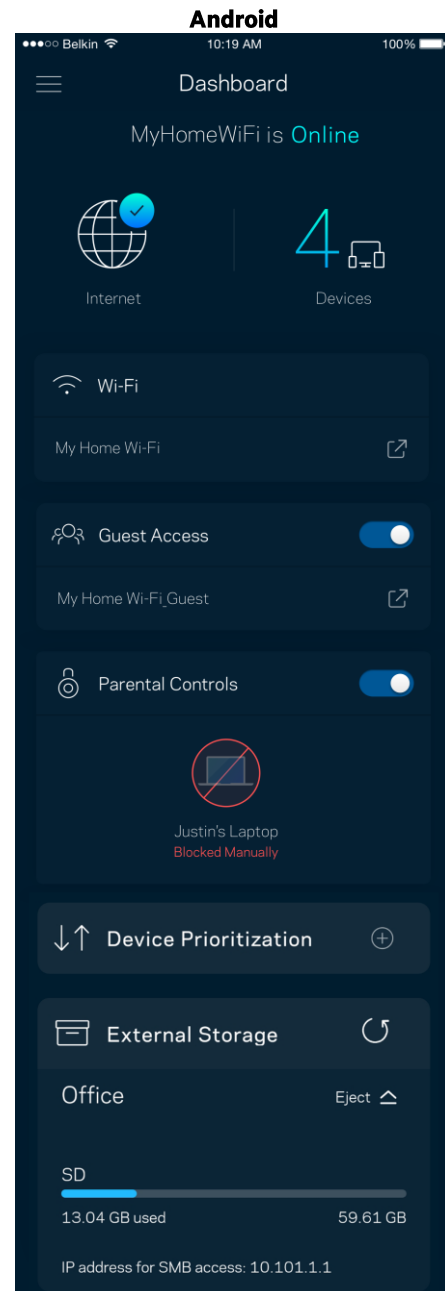 Android
Belkin 10:19 AM 100%
Dashboard
MyHomeWiFi is Online
4
Internet Devices
Wi-Fi
My Home Wi-Fi
Guest Access
My Home Wi-Fi_Guest
Parental Controls
Justin's Laptop
Blocked Manually
Device Prioritization
External Storage
Office Eject
SD
13.04 GB used 59.61 GB
IP address for SMB access: 10.101.1.1